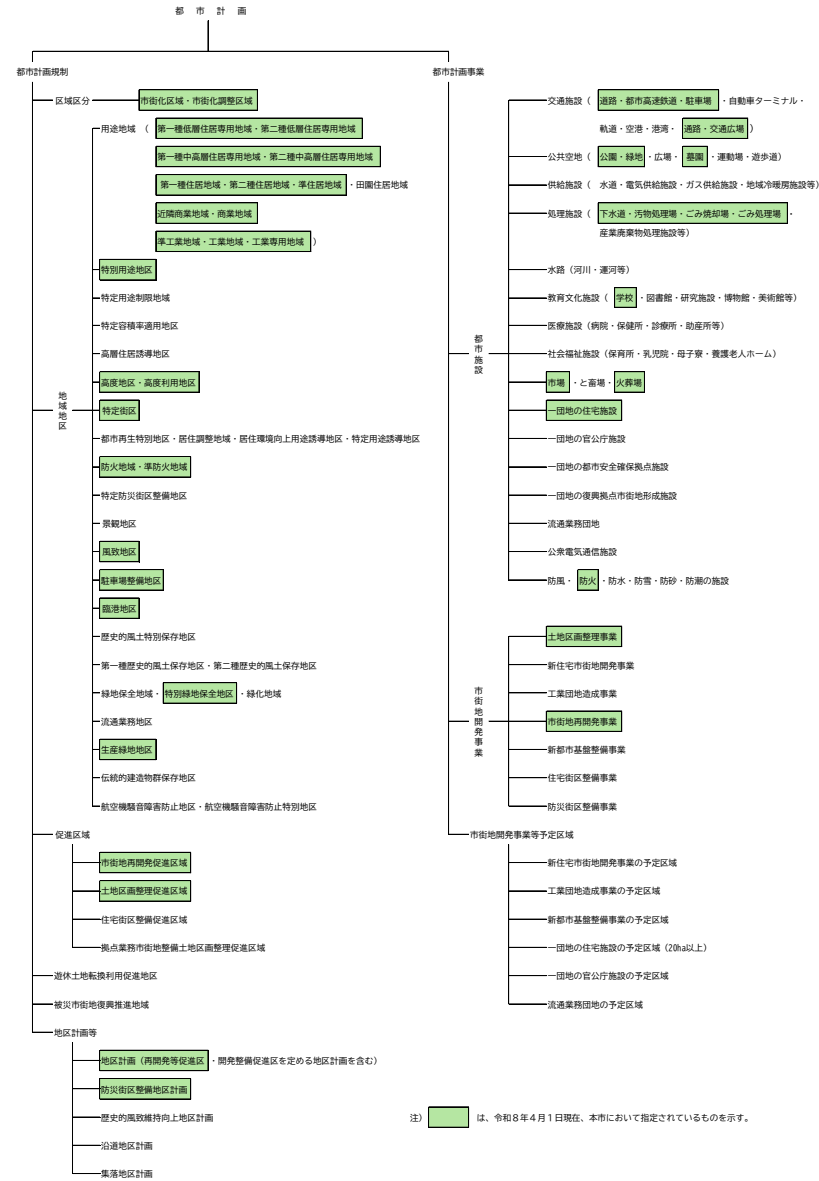 都市計画
都市計画規制
区域区分 市街化区域・市街化調整区域
用途地域 （ 第一種低層住居専用地域・第二種低層住居専用地域
第一種中高層住居専用地域・第二種中高層住居専用地域
第一種住居地域・第二種住居地域・準住居地域 ・田園住居地域
近隣商業地域・商業地域
準工業地域・工業地域・工業専用地域 ）
特別用途地区
特定用途制限地域
特定容積率適用地区
高層住居誘導地区
高度地区・高度利用地区
地域地区
特定街区
都市再生特別地区・居住調整地域・居住環境向上用途誘導地区・特定用途誘導地区
防火地域・準防火地域
特定防災街区整備地区
景観地区
風致地区
駐車場整備地区
臨港地区
歴史的風土特別保存地区
第一種歴史的風土保存地区・第二種歴史的風土保存地区
緑地保全地域・ 特別緑地保全地区 ・緑化地域
流通業務地区
生産緑地地区
伝統的建造物群保存地区
航空機騒音障害防止地区・航空機騒音障害防止特別地区
促進区域
市街地再開発促進区域
土地区画整理促進区域
住宅街区整備促進区域
拠点業務市街地整備土地区画整理促進区域
遊休土地転換利用促進地区
被災市街地復興推進地域
地区計画等
地区計画（再開発等促進区 ・開発整備促進区を定める地区計画を含む）
防災街区整備地区計画
歴史的風致維持向上地区計画
沿道地区計画
集落地区計画
都市計画事業
交通施設（ 道路・都市高速鉄道・駐車場 ・自動車ターミナル・
軌道・空港・港湾・ 通路・交通広場 ）
公共空地（ 公園・緑地 ・広場・ 墓園 ・運動場・遊歩道）
供給施設（ 水道・電気供給施設・ガス供給施設・地域冷暖房施設等）
処理施設（ 下水道・汚物処理場・ごみ焼却場・ごみ処理場 ・
産業廃棄物処理施設等）
水路（河川・運河等）
教育文化施設（ 学校 ・図書館・研究施設・博物館・美術館等）
医療施設（病院・保健所・診療所・助産所等）
都市施設
社会福祉施設（保育所・乳児院・母子寮・養護老人ホーム）
市場 ・と畜場・ 火葬場
一団地の住宅施設
一団地の官公庁施設
一団地の都市安全確保拠点施設
一団地の復興拠点市街地形成施設
流通業務団地
公衆電気通信施設
防風・ 防火 ・防水・防雪・防砂・防潮の施設
土地区画整理事業
新住宅市街地開発事業
工業団地造成事業
市街地開発事業
市街地再開発事業
新都市基盤整備事業
住宅街区整備事業
防災街区整備事業
市街地開発事業等予定区域
新住宅市街地開発事業の予定区域
工業団地造成事業の予定区域
新都市基盤整備事業の予定区域
一団地の住宅施設の予定区域（20ha以上）
一団地の官公庁施設の予定区域
流通業務団地の予定区域
注） は、令和８年４月１日現在、本市において指定されているものを示す。